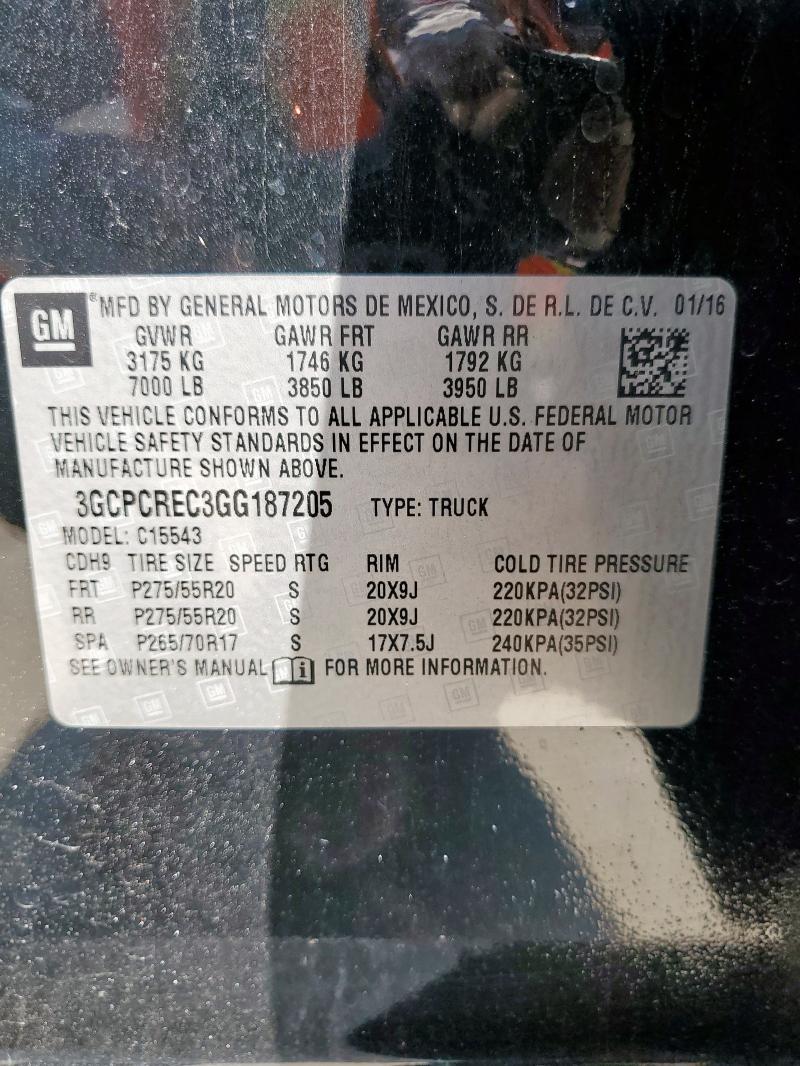 GM
® MFD BY GENERAL MOTORS DE MEXICO, S. DE R.L. DE C.V. 01/16
GVWR GAWR FRT GAWR RR
3175 KG 1746 KG 1792 KG
7000 LB 3850 LB 3950 LB
THIS VEHICLE CONFORMS TO ALL APPLICABLE U.S. FEDERAL MOTOR
VEHICLE SAFETY STANDARDS IN EFFECT ON THE DATE OF
MANUFACTURE SHOWN ABOVE.
3GCPCREC3GG187205 TYPE: TRUCK
MODEL: C15543
CDH9 TIRE SIZE SPEED RTG RIM COLD TIRE PRESSURE
FRT P275/55R20 S 20X9J 220KPA(32PSI)
RR P275/55R20 S 20X9J 220KPA(32PSI)
SPA P265/70R17 S 17X7.5J 240KPA(35PSI)
SEE OWNER'S MANUAL i FOR MORE INFORMATION.